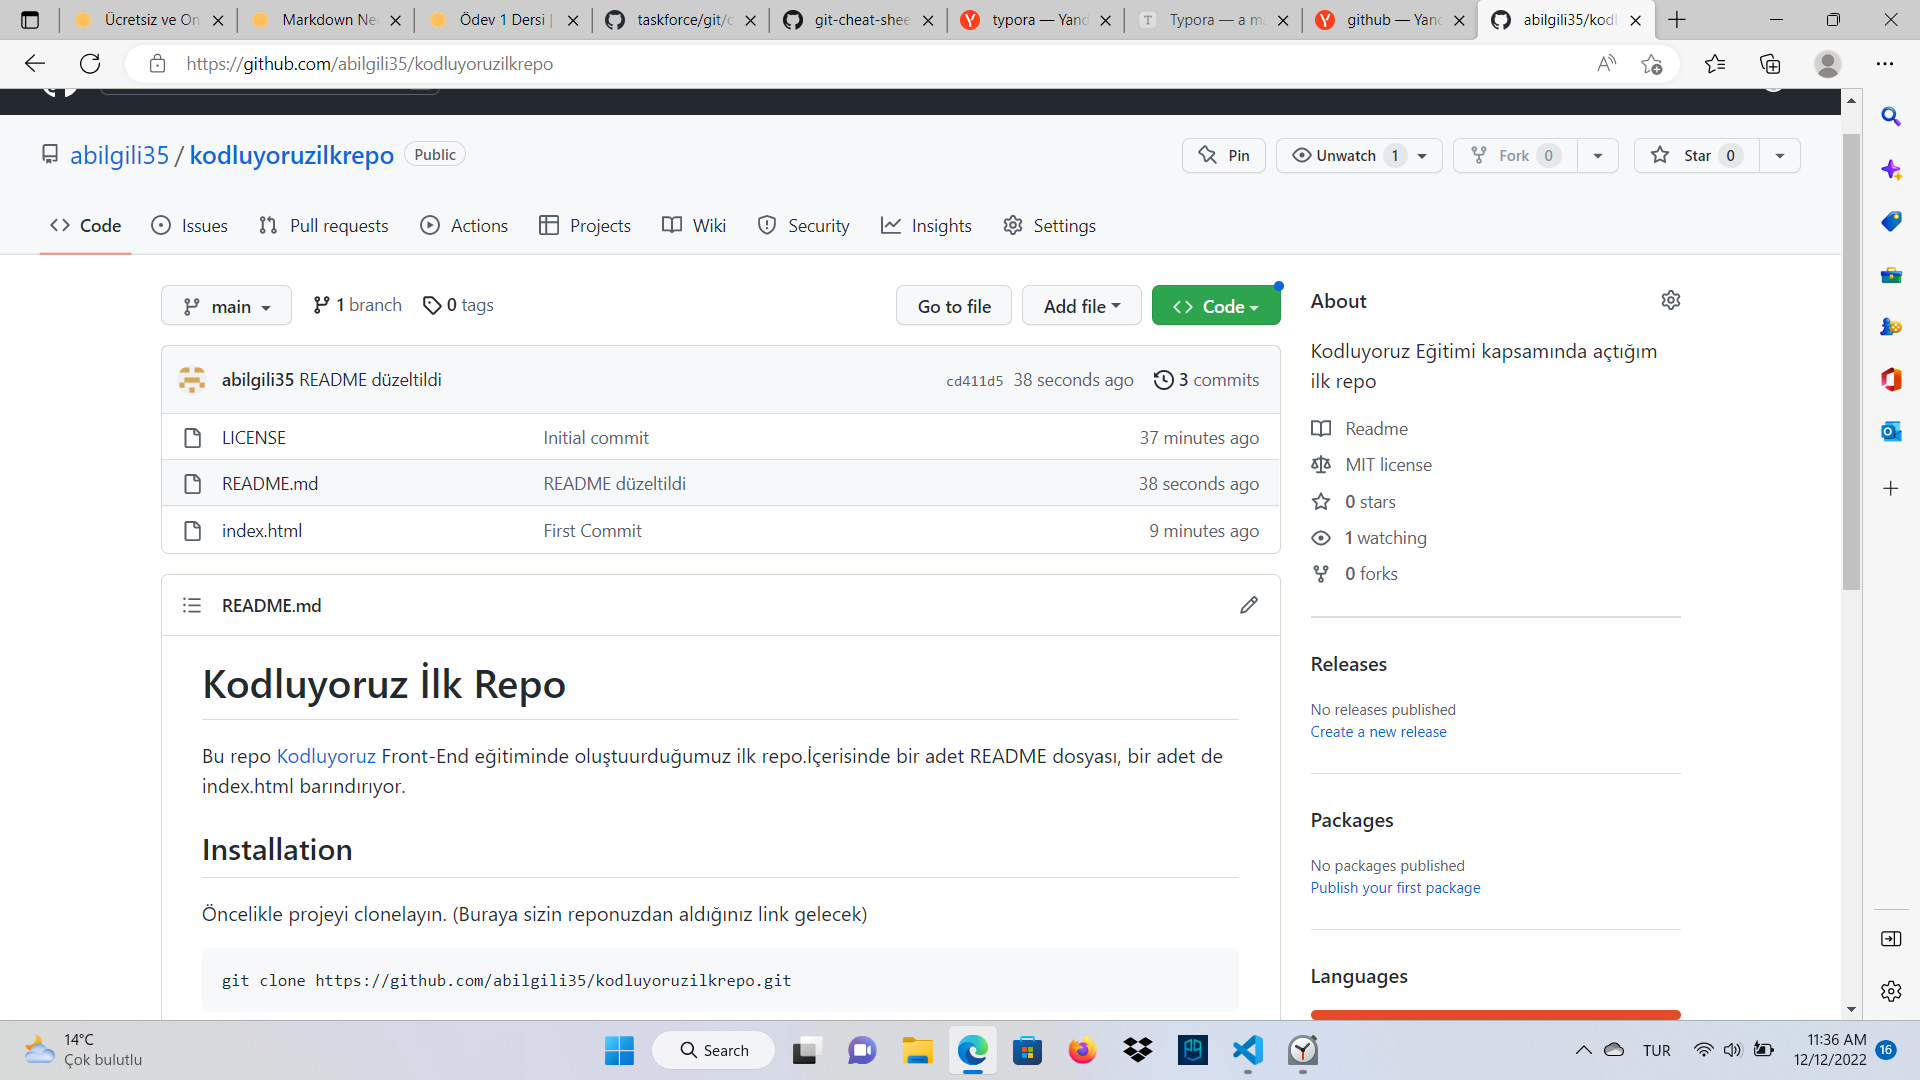 Ücretsiz ve On
Markdown Ne
Ödev 1 Dersi |
taskforce/git/
git-cheat-shee
typora — Yand
Typora — a ma
github — Yan
abilgili35/kodl
https://github.com/abilgili35/kodluyoruzilkrepo
abilgili35 / kodluyoruzilkrepo Public
Pin
Unwatch 1
Fork 0
Star 0
Code
Issues
Pull requests
Actions
Projects
Wiki
Security
Insights
Settings
main
1 branch
0 tags
Go to file
Add file
Code
abilgili35 README düzeltildi
cd411d5 38 seconds ago
3 commits
LICENSE Initial commit 37 minutes ago
README.md README düzeltildi 38 seconds ago
index.html First Commit 9 minutes ago
README.md
Kodluyoruz İlk Repo
Bu repo Kodluyoruz Front-End eğitiminde oluştuurduğumuz ilk repo.İçerisinde bir adet README dosyası, bir adet de
index.html barındırıyor.
Installation
Öncelikle projeyi clonelayın. (Buraya sizin reponuzdan aldığınız link gelecek)
git clone https://github.com/abilgili35/kodluyoruzilkrepo.git
About
Kodluyoruz Eğitimi kapsamında açtığım
ilk repo
Readme
MIT license
0 stars
1 watching
0 forks
Releases
No releases published
Create a new release
Packages
No packages published
Publish your first package
Languages
14°C
Çok bulutlu
Search
TUR
11:36 AM
12/12/2022
16